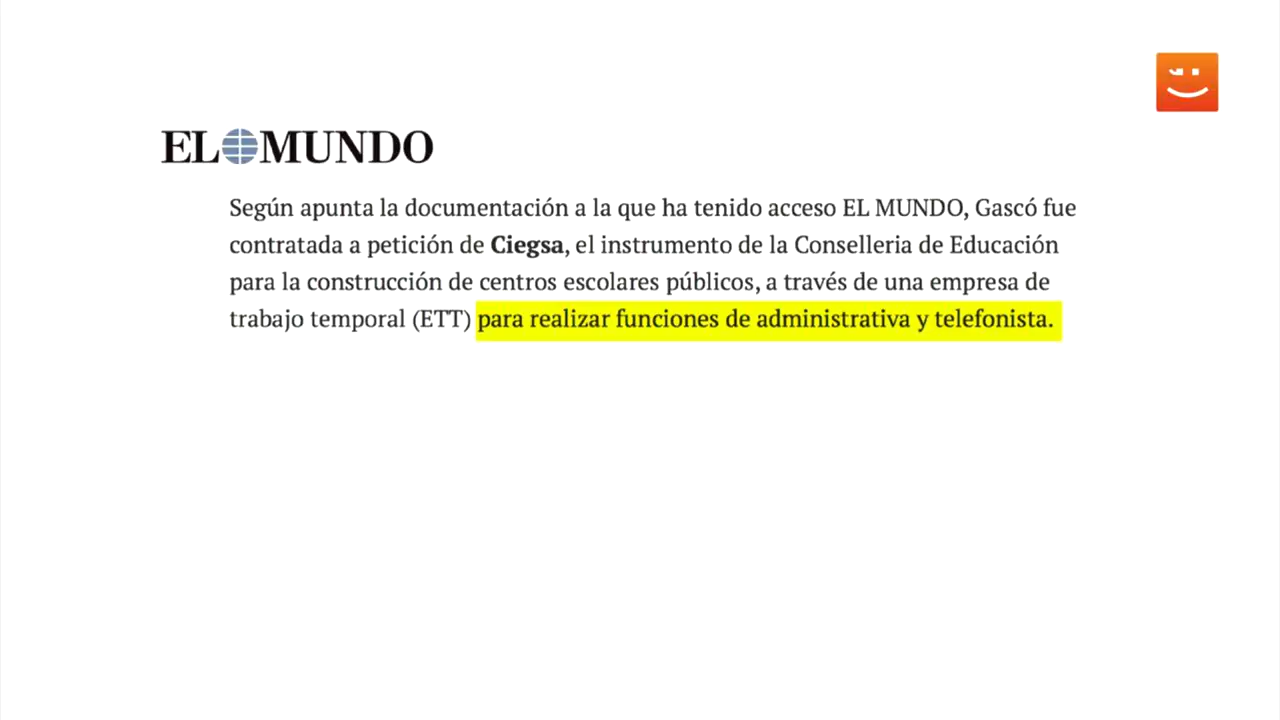 EL MUNDO
Según apunta la documentación a la que ha tenido acceso EL MUNDO, Gascó fue
contratada a petición de Ciegsa, el instrumento de la Conselleria de Educación
para la construcción de centros escolares públicos, a través de una empresa de
trabajo temporal (ETT) para realizar funciones de administrativa y telefonista.